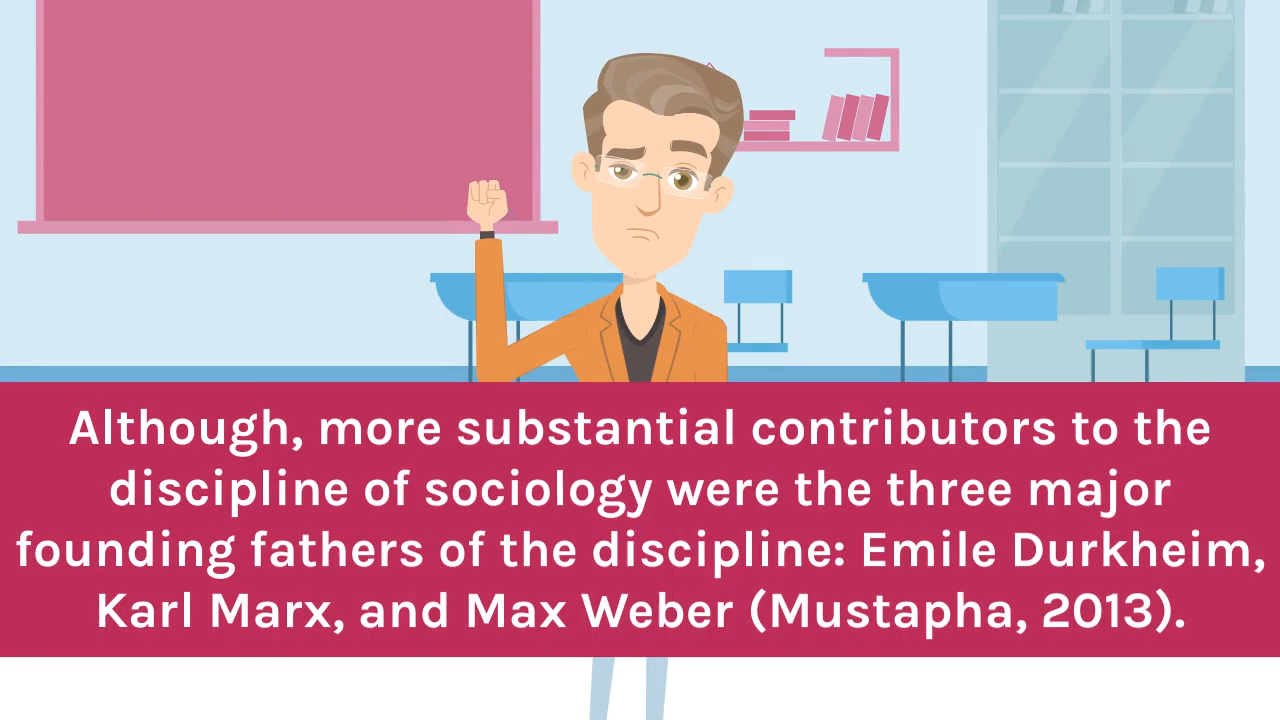 Although, more substantial contributors to the
discipline of sociology were the three major
founding fathers of the discipline: Emile Durkheim,
Karl Marx, and Max Weber (Mustapha, 2013).